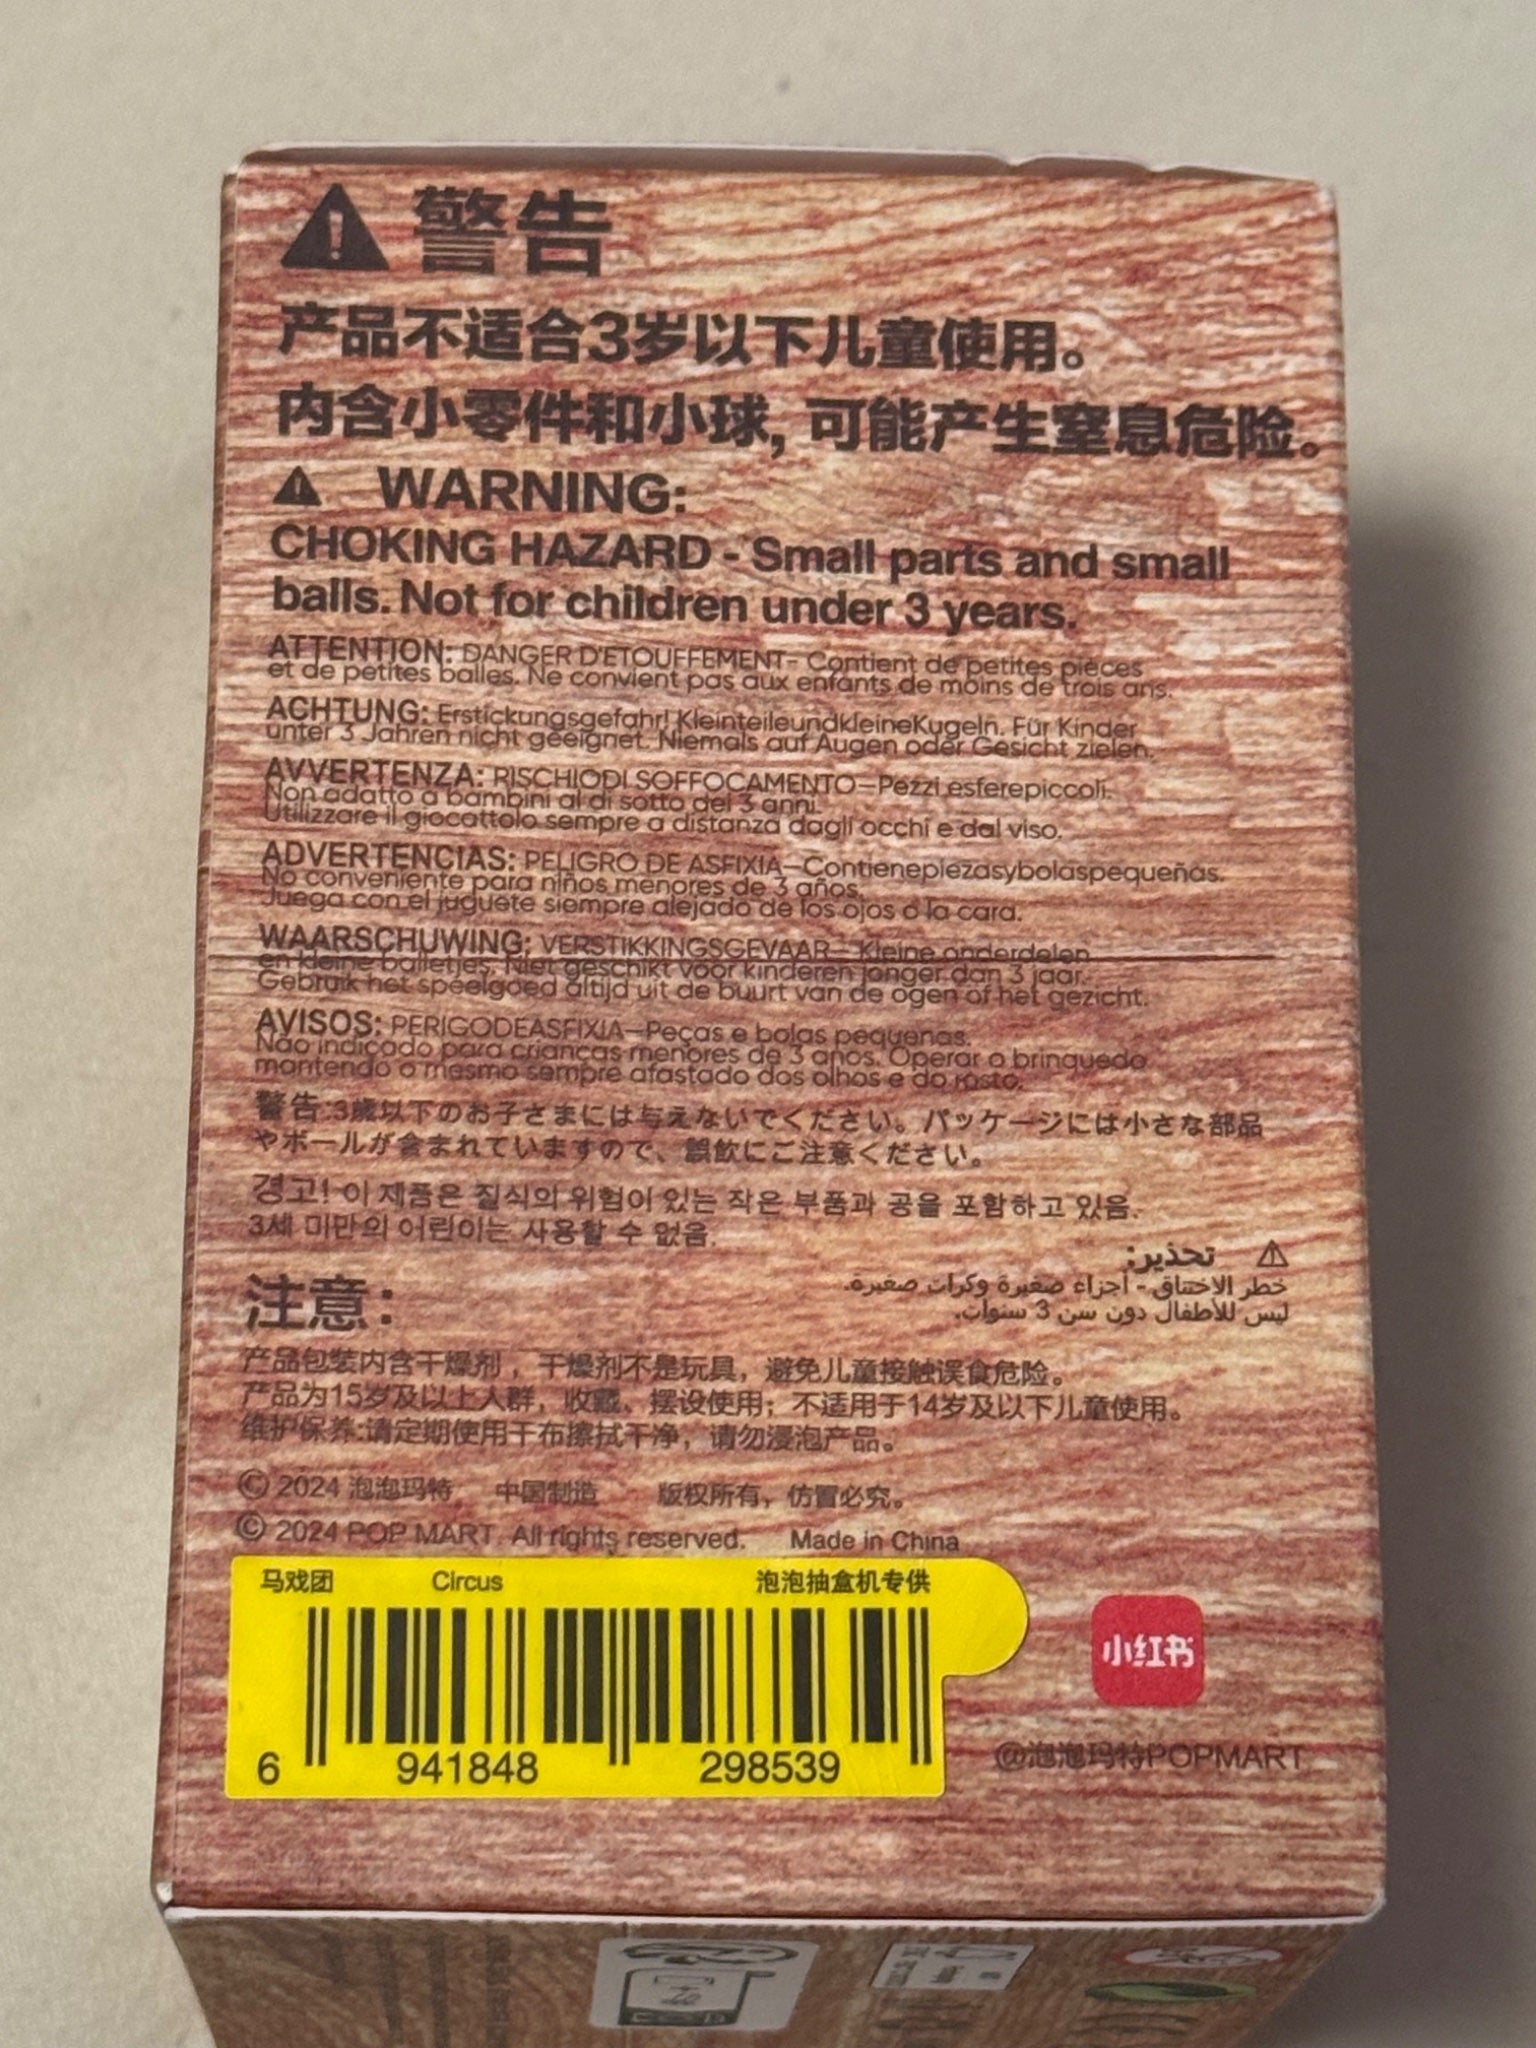 警告
产品不适合3岁以下儿童使用。
内含小零件和小球, 可能产生窒息危险。
WARNING:
CHOKING HAZARD - Small parts and small
balls. Not for children under 3 years.
ATTENTION: DANGER D'ETOUFFEMENT- Contient de petites pièces
et de petites balles. Ne convient pas aux enfants de moins de trois ans.
ACHTUNG: Erstickungsgefahr! KleinteileundkleineKugeln. Für Kinder
unter 3 Jahren nicht geeignet. Niemals auf Augen oder Gesicht zielen.
AVVERTENZA: RISCHIODI SOFFOCAMENTO—Pezzi esferepiccoli.
Non adatto a bambini al di sotto dei 3 anni.
Utilizzare il giocattolo sempre a distanza dagli occhi e dal viso.
ADVERTENCIAS: PELIGRO DE ASFIXIA—Contienepiezasybolaspequeñas.
No conveniente para niños menores de 3 años.
Juega con el juguete siempre alejado de los ojos o la cara.
WAARSCHUWING: VERSTIKKINGSGEVAAR— Kleine onderdelen
en kleine balletjes. Niet geschikt voor kinderen jonger dan 3 jaar.
Gebruik het speelgoed altijd uit de buurt van de ogen of het gezicht.
AVISOS: PERIGODEASFIXIA—Peças e bolas pequenas.
Não indicado para crianças menores de 3 anos. Operar o brinquedo
mantendo o mesmo sempre afastado dos olhos e do rosto.
警告:3歳以下のお子さまには与えないでください。パッケージには小さな部品
やボールが含まれていますので、誤飲にご注意ください。
경고! 이 제품은 질식의 위험이 있는 작은 부품과 공을 포함하고 있음.
3세 미만의 어린이는 사용할 수 없음.
تحذير:
خطر الاختناق - أجزاء صغيرة وكرات صغيرة.
ليس للأطفال دون سن 3 سنوات.
注意:
产品包装内含干燥剂，干燥剂不是玩具，避免儿童接触误食危险。
产品为15岁及以上人群，收藏、摆设使用；不适用于14岁及以下儿童使用。
维护保养:请定期使用干布擦拭干净，请勿浸泡产品。
© 2024 泡泡玛特 中国制造 版权所有，仿冒必究。
© 2024 POP MART. All rights reserved. Made in China
马戏团 Circus 泡泡抽盒机专供
6 941848 298539
小红书
@泡泡玛特POPMART